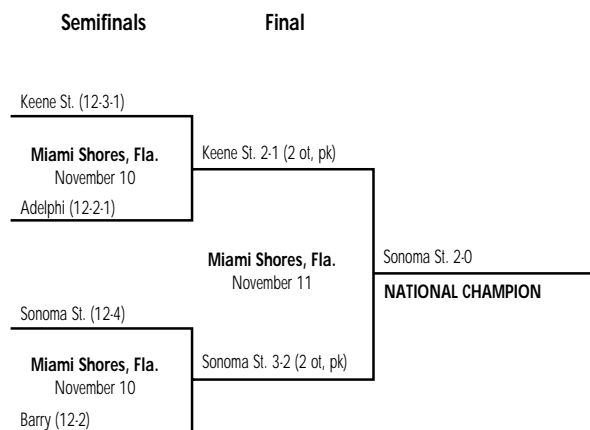 Semifinals
Final
Keene St. (12-3-1)
Miami Shores, Fla.
November 10
Adelphi (12-2-1)
Keene St. 2-1 (2 ot, pk)
Miami Shores, Fla.
November 11
Sonoma St. 2-0
NATIONAL CHAMPION
Sonoma St. (12-4)
Miami Shores, Fla.
November 10
Barry (12-2)
Sonoma St. 3-2 (2 ot, pk)